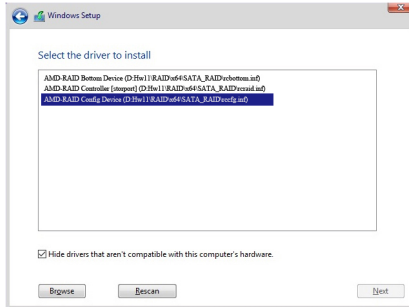 Windows Setup
Select the driver to install
AMD-RAID Bottom Device (D:Hw11\RAID\x64\SATA_RAID\rcbottom.inf)
AMD-RAID Controller [storport] (D:Hw11\RAID\x64\SATA_RAID\rcraid.inf)
AMD-RAID Config Device (D:Hw11\RAID\x64\SATA_RAID\rccfg.inf)
Hide drivers that aren't compatible with this computer's hardware.
Browse
Rescan
Next